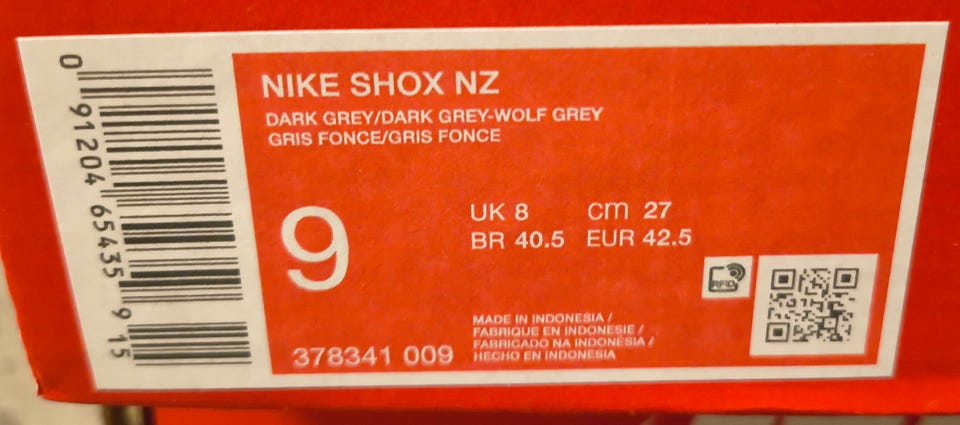 0 91204 65435 9 15
NIKE SHOX NZ
DARK GREY/DARK GREY-WOLF GREY
GRIS FONCE/GRIS FONCE
9
UK 8 cm 27
BR 40.5 EUR 42.5
RFID
378341 009
MADE IN INDONESIA /
FABRIQUE EN INDONESIE /
FABRICADO NA INDONESIA /
HECHO EN INDONESIA